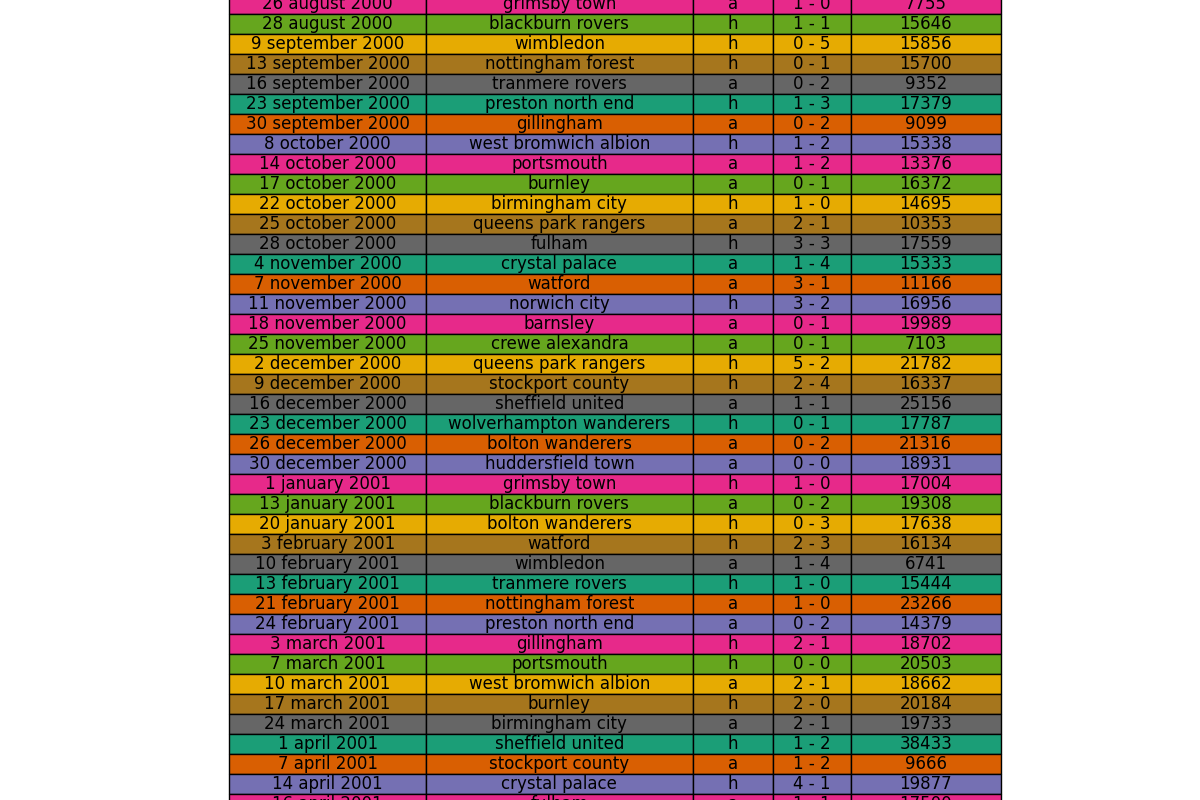 26 august 2000 grimsby town a 1 - 0 7755
28 august 2000 blackburn rovers h 1 - 1 15646
9 september 2000 wimbledon h 0 - 5 15856
13 september 2000 nottingham forest h 0 - 1 15700
16 september 2000 tranmere rovers a 0 - 2 9352
23 september 2000 preston north end h 1 - 3 17379
30 september 2000 gillingham a 0 - 2 9099
8 october 2000 west bromwich albion h 1 - 2 15338
14 october 2000 portsmouth a 1 - 2 13376
17 october 2000 burnley a 0 - 1 16372
22 october 2000 birmingham city h 1 - 0 14695
25 october 2000 queens park rangers a 2 - 1 10353
28 october 2000 fulham h 3 - 3 17559
4 november 2000 crystal palace a 1 - 4 15333
7 november 2000 watford a 3 - 1 11166
11 november 2000 norwich city h 3 - 2 16956
18 november 2000 barnsley a 0 - 1 19989
25 november 2000 crewe alexandra a 0 - 1 7103
2 december 2000 queens park rangers h 5 - 2 21782
9 december 2000 stockport county h 2 - 4 16337
16 december 2000 sheffield united a 1 - 1 25156
23 december 2000 wolverhampton wanderers h 0 - 1 17787
26 december 2000 bolton wanderers a 0 - 2 21316
30 december 2000 huddersfield town a 0 - 0 18931
1 january 2001 grimsby town h 1 - 0 17004
13 january 2001 blackburn rovers a 0 - 2 19308
20 january 2001 bolton wanderers h 0 - 3 17638
3 february 2001 watford h 2 - 3 16134
10 february 2001 wimbledon a 1 - 4 6741
13 february 2001 tranmere rovers h 1 - 0 15444
21 february 2001 nottingham forest a 1 - 0 23266
24 february 2001 preston north end a 0 - 2 14379
3 march 2001 gillingham h 2 - 1 18702
7 march 2001 portsmouth h 0 - 0 20503
10 march 2001 west bromwich albion a 2 - 1 18662
17 march 2001 burnley h 2 - 0 20184
24 march 2001 birmingham city a 2 - 1 19733
1 april 2001 sheffield united h 1 - 2 38433
7 april 2001 stockport county a 1 - 2 9666
14 april 2001 crystal palace h 4 - 1 19877
16 april 2001 fulham a 1 - 1